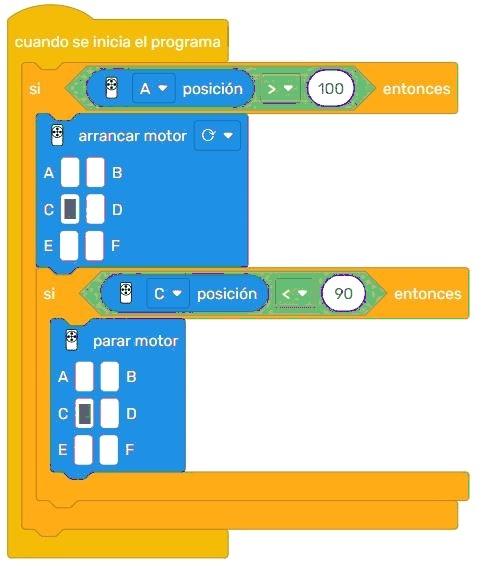 cuando se inicia el programa
si A posición > 100 entonces
arrancar motor
A B
C D
E F
si C posición < 90 entonces
parar motor
A B
C D
E F